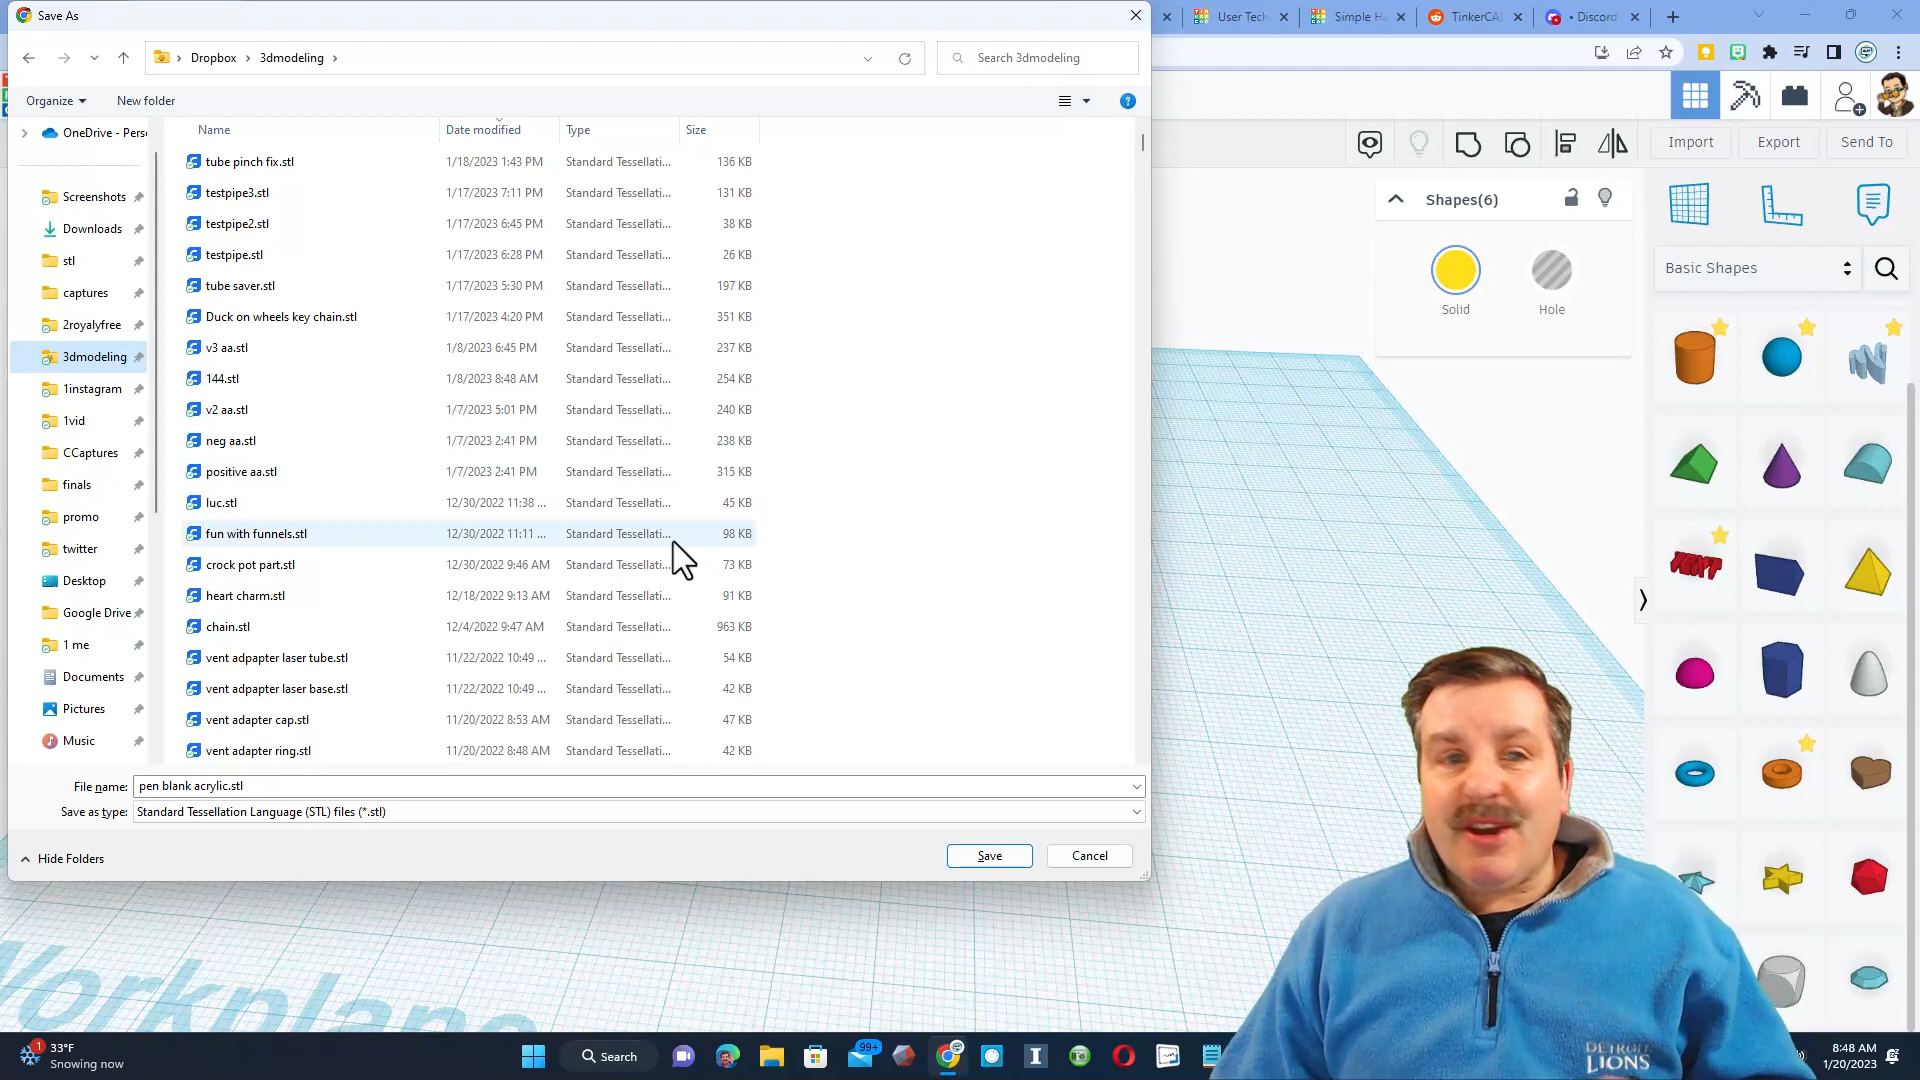 Save As
User Tech
Simple Ha
TinkerCA
Discord
Dropbox
3dmodeling
Search 3dmodeling
Organize
New folder
Name
Date modified
Type
Size
OneDrive - Pers
Screenshots
Downloads
stl
captures
2royalyfree
3dmodeling
1instagram
1vid
CCaptures
finals
promo
twitter
Desktop
Google Drive
1 me
Documents
Pictures
Music
tube pinch fix.stl 1/18/2023 1:43 PM Standard Tessellati... 136 KB
testpipe3.stl 1/17/2023 7:11 PM Standard Tessellati... 131 KB
testpipe2.stl 1/17/2023 6:45 PM Standard Tessellati... 38 KB
testpipe.stl 1/17/2023 6:28 PM Standard Tessellati... 26 KB
tube saver.stl 1/17/2023 5:30 PM Standard Tessellati... 197 KB
Duck on wheels key chain.stl 1/17/2023 4:20 PM Standard Tessellati... 351 KB
v3 aa.stl 1/8/2023 6:45 PM Standard Tessellati... 237 KB
144.stl 1/8/2023 8:48 AM Standard Tessellati... 254 KB
v2 aa.stl 1/7/2023 5:01 PM Standard Tessellati... 240 KB
neg aa.stl 1/7/2023 2:41 PM Standard Tessellati... 238 KB
positive aa.stl 1/7/2023 2:41 PM Standard Tessellati... 315 KB
luc.stl 12/30/2022 11:38 ... Standard Tessellati... 45 KB
fun with funnels.stl 12/30/2022 11:11 ... Standard Tessellati... 98 KB
crock pot part.stl 12/30/2022 9:46 AM Standard Tessellati... 73 KB
heart charm.stl 12/18/2022 9:13 AM Standard Tessellati... 91 KB
chain.stl 12/4/2022 9:47 AM Standard Tessellati... 963 KB
vent adpapter laser tube.stl 11/22/2022 10:49 ... Standard Tessellati... 54 KB
vent adpapter laser base.stl 11/22/2022 10:49 ... Standard Tessellati... 42 KB
vent adapter cap.stl 11/20/2022 8:53 AM Standard Tessellati... 47 KB
vent adapter ring.stl 11/20/2022 8:48 AM Standard Tessellati... 42 KB
File name: pen blank acrylic.stl
Save as type: Standard Tessellation Language (STL) files (*.stl)
Hide Folders
Save
Cancel
Import
Export
Send To
Shapes(6)
Solid
Hole
Basic Shapes
TEXT
Workplane
DETROIT
LIONS
1
33°F
Snowing now
Search
99+
8:48 AM
1/20/2023